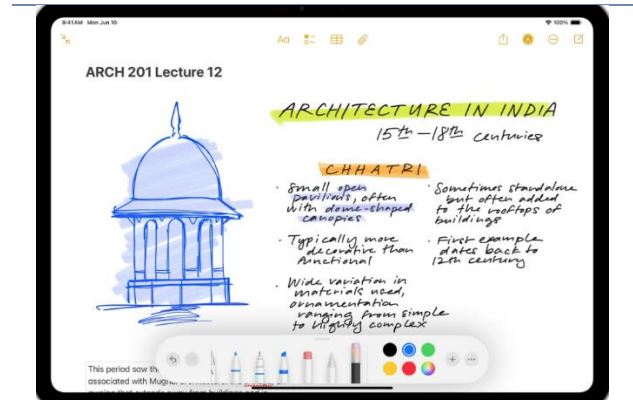 9:41AM Mon Jun 10
100%
Aa
ARCH 201 Lecture 12
ARCHITECTURE IN INDIA
15th – 18th centuries
CHHATRI
· Small open
pavilions, often
with dome-shaped
canopies
· Typically more
decorative than
functional
· Wide variation in
materials used,
ornamentation
ranging from simple
to highly complex
· Sometimes standalone
but often added
to the rooftops of
buildings
· First example
dates back to
12th century
This period saw th
associated with Mugh